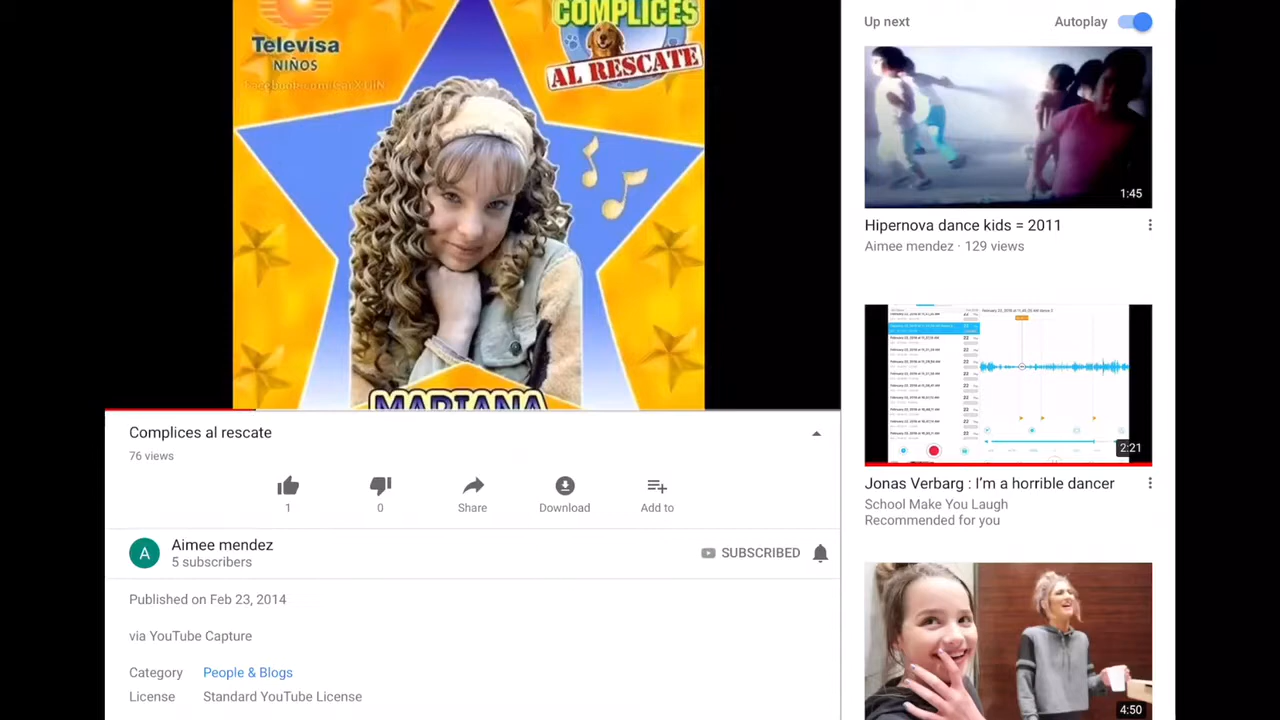 Televisa
NIÑOS
COMPLICES
AL RESCATE
MARIANA
Complices al rescate
76 views
1
0
Share
Download
Add to
A
Aimee mendez
5 subscribers
SUBSCRIBED
Published on Feb 23, 2014
via YouTube Capture
Category People & Blogs
License Standard YouTube License
Up next
Autoplay
1:45
Hipernova dance kids = 2011
Aimee mendez · 129 views
2:21
Jonas Verbarg : I'm a horrible dancer
School Make You Laugh
Recommended for you
4:50